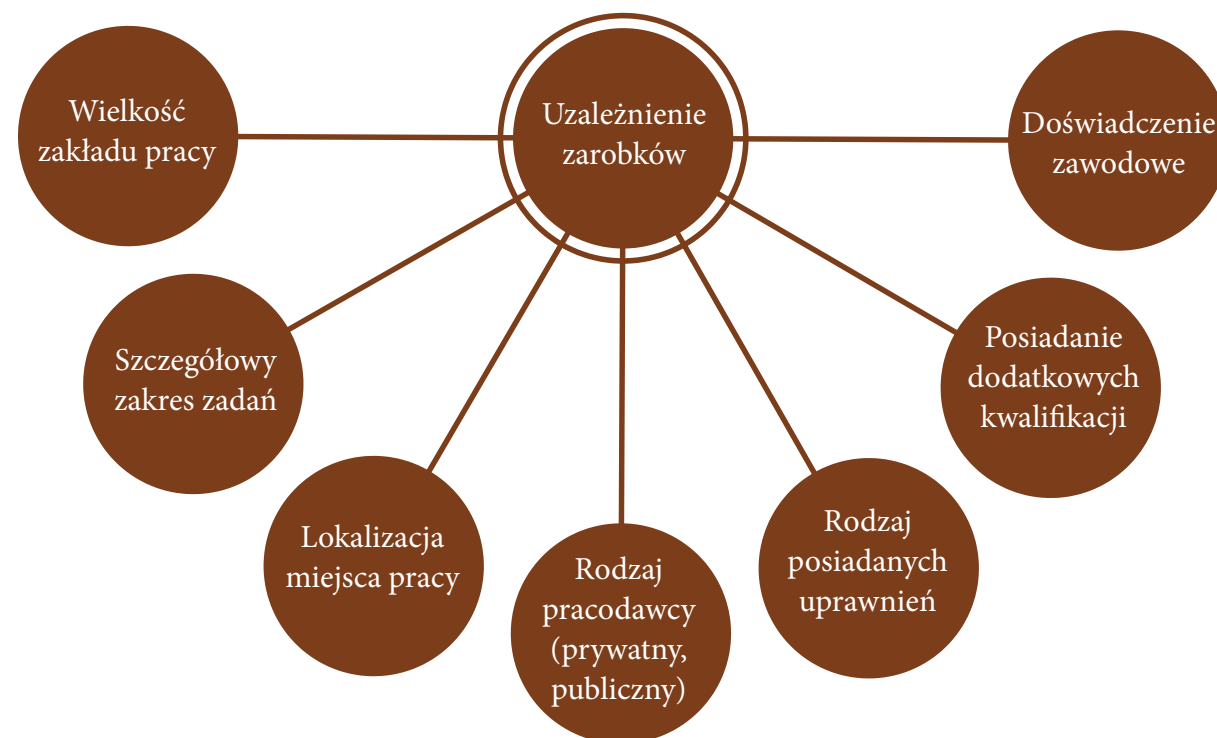 Uzależnienie
zarobków
Wielkość
zakładu pracy
Szczegółowy
zakres zadań
Lokalizacja
miejsca pracy
Rodzaj
pracodawcy
(prywatny,
publiczny)
Rodzaj
posiadanych
uprawnień
Posiadanie
dodatkowych
kwalifikacji
Doświadczenie
zawodowe